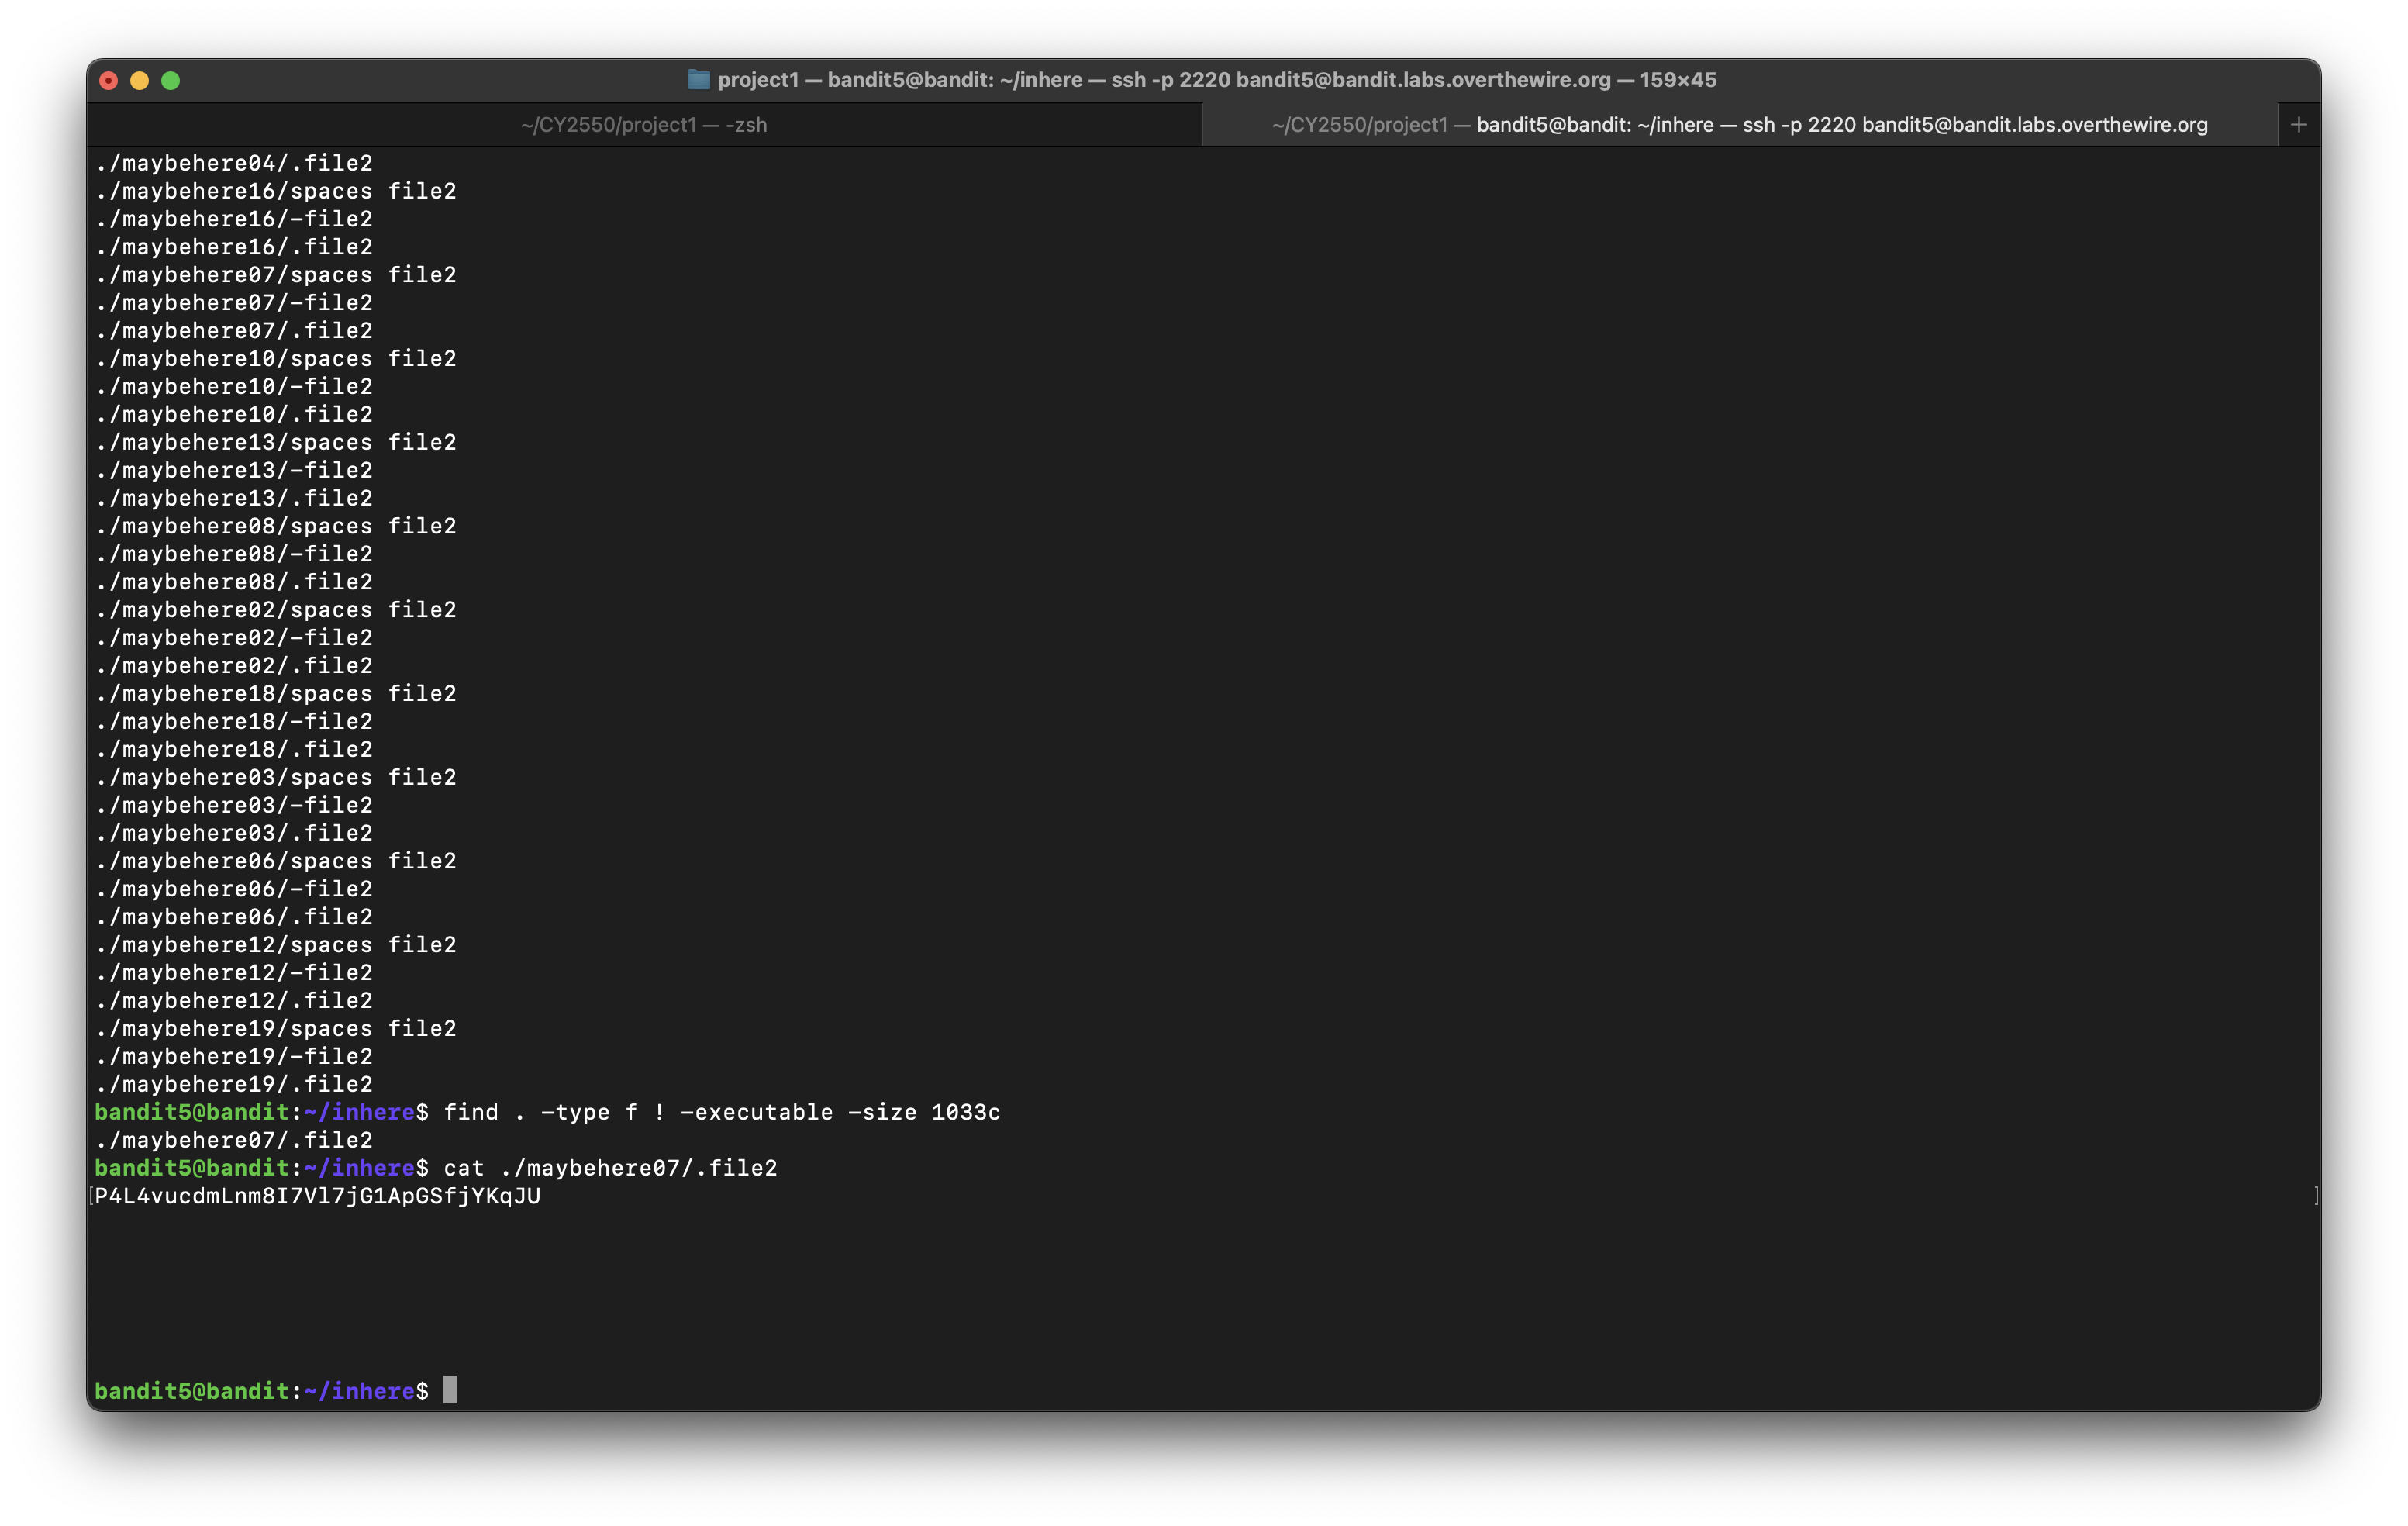 project1 — bandit5@bandit: ~/inhere — ssh -p 2220 bandit5@bandit.labs.overthewire.org — 159×45
~/CY2550/project1 — -zsh
~/CY2550/project1 — bandit5@bandit: ~/inhere — ssh -p 2220 bandit5@bandit.labs.overthewire.org
+
./maybehere04/.file2
./maybehere16/spaces file2
./maybehere16/-file2
./maybehere16/.file2
./maybehere07/spaces file2
./maybehere07/-file2
./maybehere07/.file2
./maybehere10/spaces file2
./maybehere10/-file2
./maybehere10/.file2
./maybehere13/spaces file2
./maybehere13/-file2
./maybehere13/.file2
./maybehere08/spaces file2
./maybehere08/-file2
./maybehere08/.file2
./maybehere02/spaces file2
./maybehere02/-file2
./maybehere02/.file2
./maybehere18/spaces file2
./maybehere18/-file2
./maybehere18/.file2
./maybehere03/spaces file2
./maybehere03/-file2
./maybehere03/.file2
./maybehere06/spaces file2
./maybehere06/-file2
./maybehere06/.file2
./maybehere12/spaces file2
./maybehere12/-file2
./maybehere12/.file2
./maybehere19/spaces file2
./maybehere19/-file2
./maybehere19/.file2
bandit5@bandit:~/inhere$ find . -type f ! -executable -size 1033c
./maybehere07/.file2
bandit5@bandit:~/inhere$ cat ./maybehere07/.file2
[P4L4vucdmLnm8I7Vl7jG1ApGSfjYKqJU ]
bandit5@bandit:~/inhere$